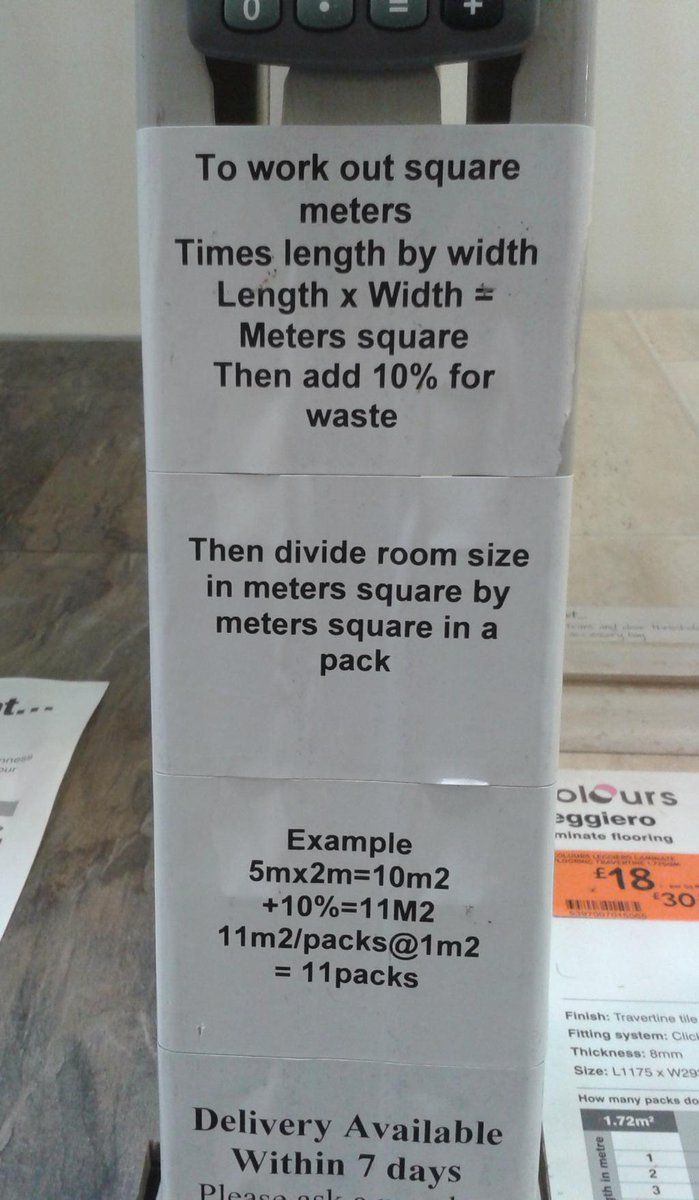 0 . = +
To work out square
meters
Times length by width
Length x Width =
Meters square
Then add 10% for
waste
Then divide room size
in meters square by
meters square in a
pack
Example
5mx2m=10m2
+10%=11M2
11m2/packs@1m2
= 11packs
Delivery Available
Within 7 days
Please ask a
t...
olours
eggiero
minate flooring
£18
£30
Finish: Travertine tile
Fitting system: Clic
Thickness: 8mm
Size: L1175 x W29
How many packs do
1.72m²
th in metre
1
2
3